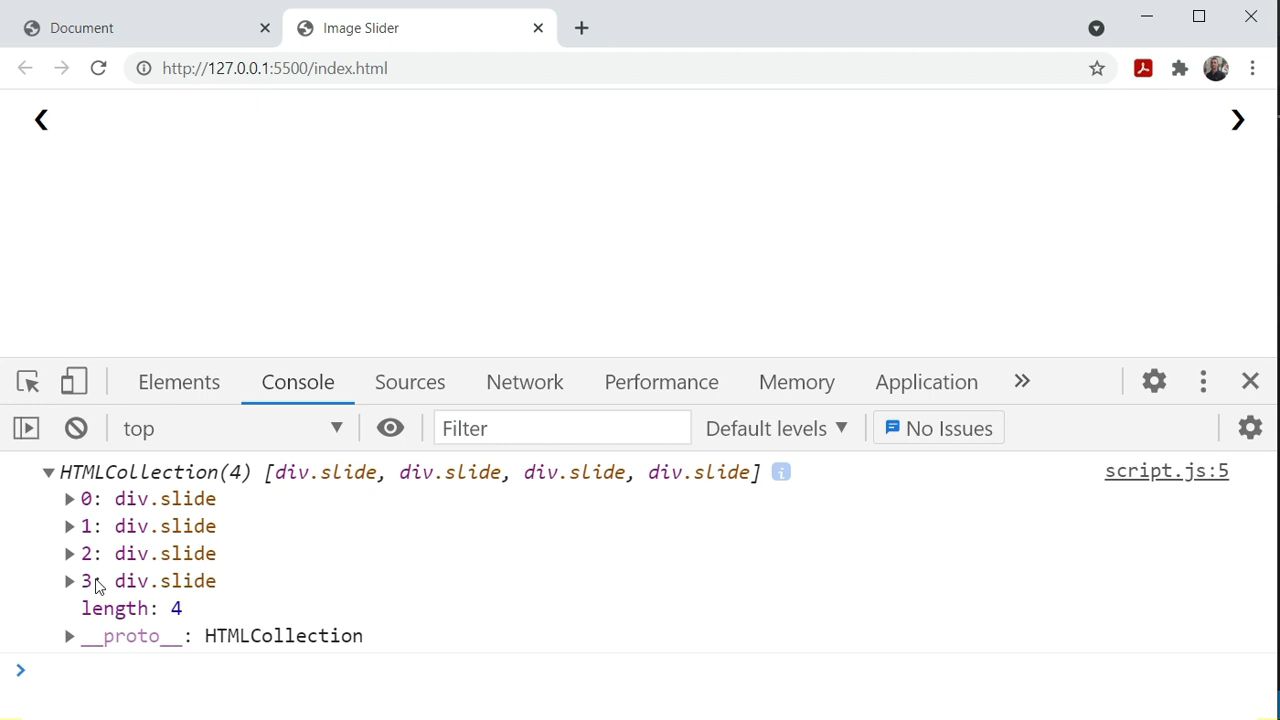 Document
Image Slider
http://127.0.0.1:5500/index.html
❮
❯
Elements
Console
Sources
Network
Performance
Memory
Application
top
Filter
Default levels
No Issues
HTMLCollection(4) [div.slide, div.slide, div.slide, div.slide]
script.js:5
0: div.slide
1: div.slide
2: div.slide
3: div.slide
length: 4
__proto__: HTMLCollection